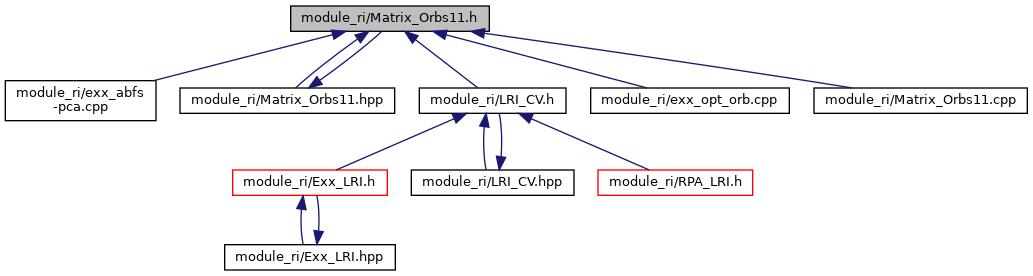 module_ri/Matrix_Orbs11.h
module_ri/exx_abfs
-pca.cpp
module_ri/Matrix_Orbs11.hpp
module_ri/LRI_CV.h
module_ri/exx_opt_orb.cpp
module_ri/Matrix_Orbs11.cpp
module_ri/Exx_LRI.h
module_ri/LRI_CV.hpp
module_ri/RPA_LRI.h
module_ri/Exx_LRI.hpp